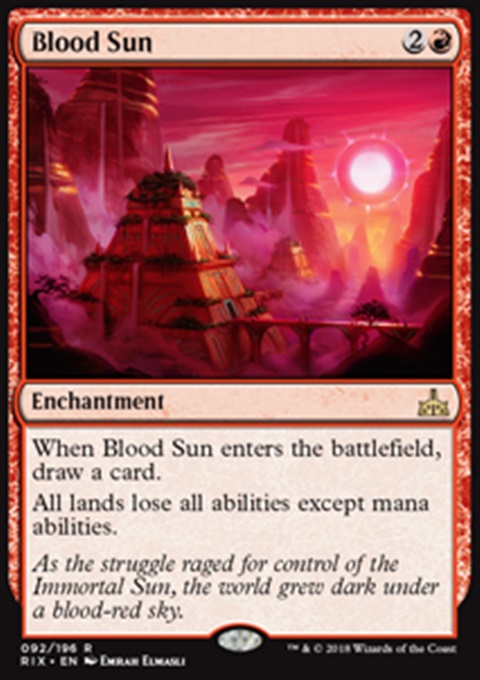 Blood Sun 2
Enchantment
When Blood Sun enters the battlefield,
draw a card.
All lands lose all abilities except mana
abilities.
As the struggle raged for control of the
Immortal Sun, the world grew dark under
a blood-red sky.
092/196 R
RIX • EN Emrah Elmasli
™ & © 2018 Wizards of the Coast